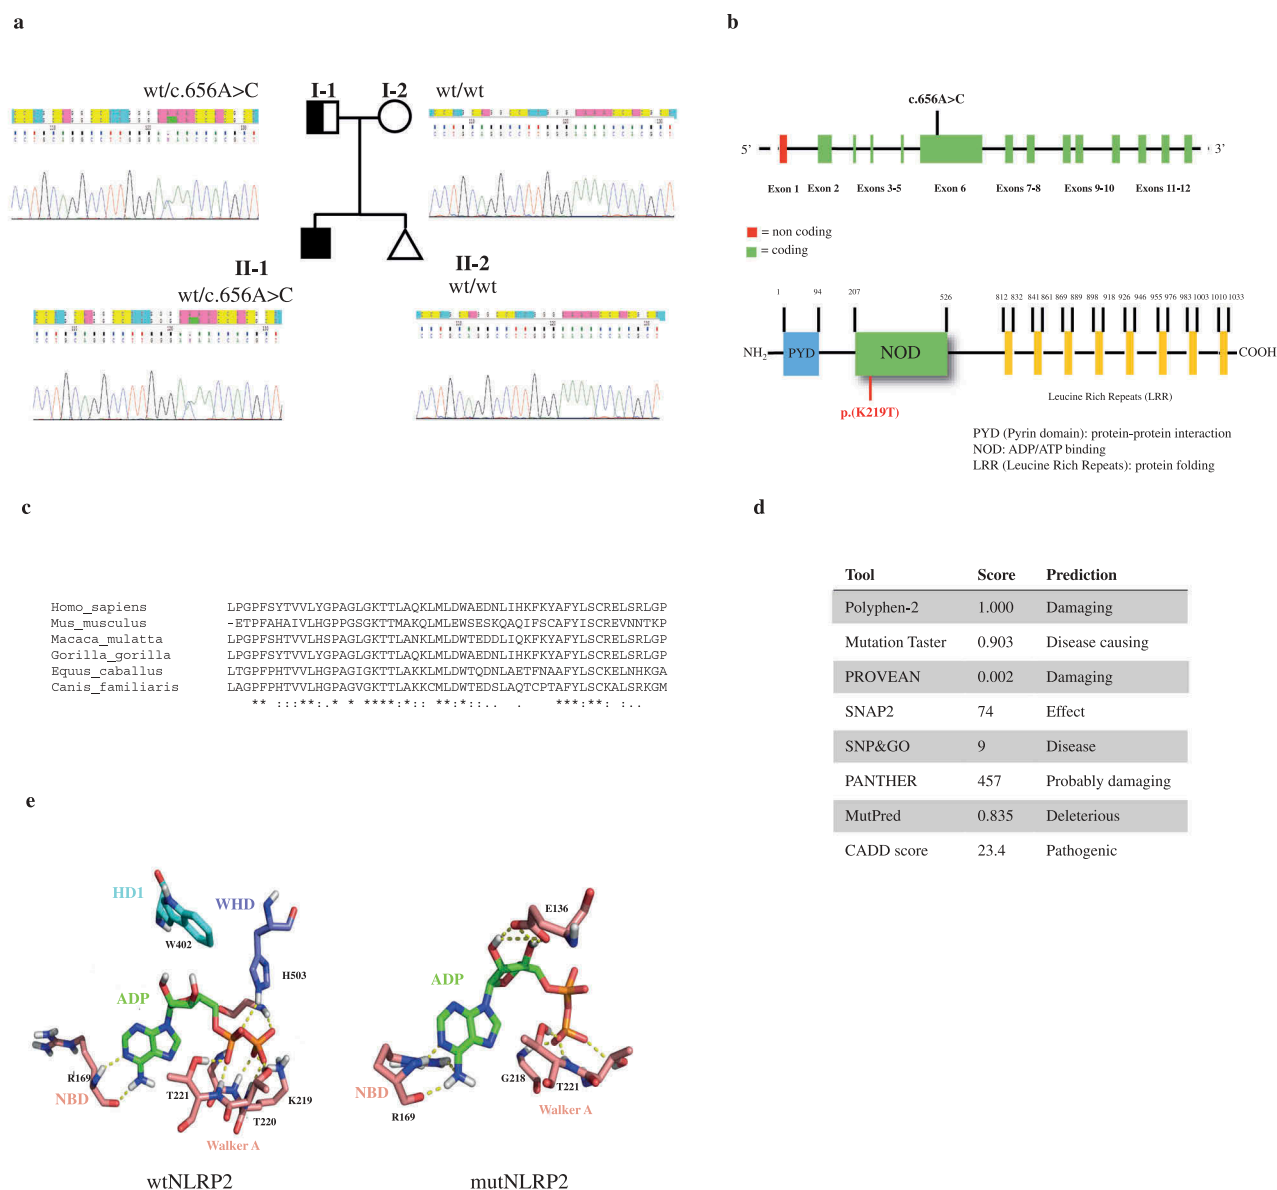 a
wt/c.656A>C
I-1
I-2
wt/wt
II-1
wt/c.656A>C
II-2
wt/wt
b
c.656A>C
5’
3’
Exon 1
Exon 2
Exons 3-5
Exon 6
Exons 7-8
Exons 9-10
Exons 11-12
= non coding
= coding
1
94
207
526
812 832 841 861 869 889 898 918 926 946 955 976 983 1003 1010 1033
NH2
PYD
NOD
COOH
p.(K219T)
Leucine Rich Repeats (LRR)
PYD (Pyrin domain): protein-protein interaction
NOD: ADP/ATP binding
LRR (Leucine Rich Repeats): protein folding
c
Homo_sapiens LPGPFSYTVVLYGPAGLGKTTLAQKLMLDWAEDNLIHKFKYAFYLSCRELSRLGP
Mus_musculus -ETPFAHAIVLHGPPGSGKTTMAKQLMLEWSESKQAQIFSCAFYISCREVNNTKP
Macaca_mulatta LPGPFSHTVVLHSPAGLGKTTLANKLMLDWTEDDLIQKFKYAFYLSCRELSRLGP
Gorilla_gorilla LPGPFSYTVVLYGPAGLGKTTLAQKLMLDWAEDNLIHKFKYAFYLSCRELSRLGP
Equus_caballus LTGPFPHTVVLHGPAGIGKTTLAKKLMLDWTQDNLAETFNAAFYLSCKELNHKGA
Canis_familiaris LAGPFPHTVVLHGPAGVGKTTLAKKCMLDWTEDSLAQTCPTAFYLSCKALSRKGM
** :::**:.* * ****:*:: **:*::.. . ***:**: :..
d
Tool Score Prediction
Polyphen-2 1.000 Damaging
Mutation Taster 0.903 Disease causing
PROVEAN 0.002 Damaging
SNAP2 74 Effect
SNP&GO 9 Disease
PANTHER 457 Probably damaging
MutPred 0.835 Deleterious
CADD score 23.4 Pathogenic
e
HD1
WHD
W402
H503
ADP
R169
NBD
T221
K219
T220
Walker A
wtNLRP2
E136
ADP
G218
T221
NBD
R169
Walker A
mutNLRP2